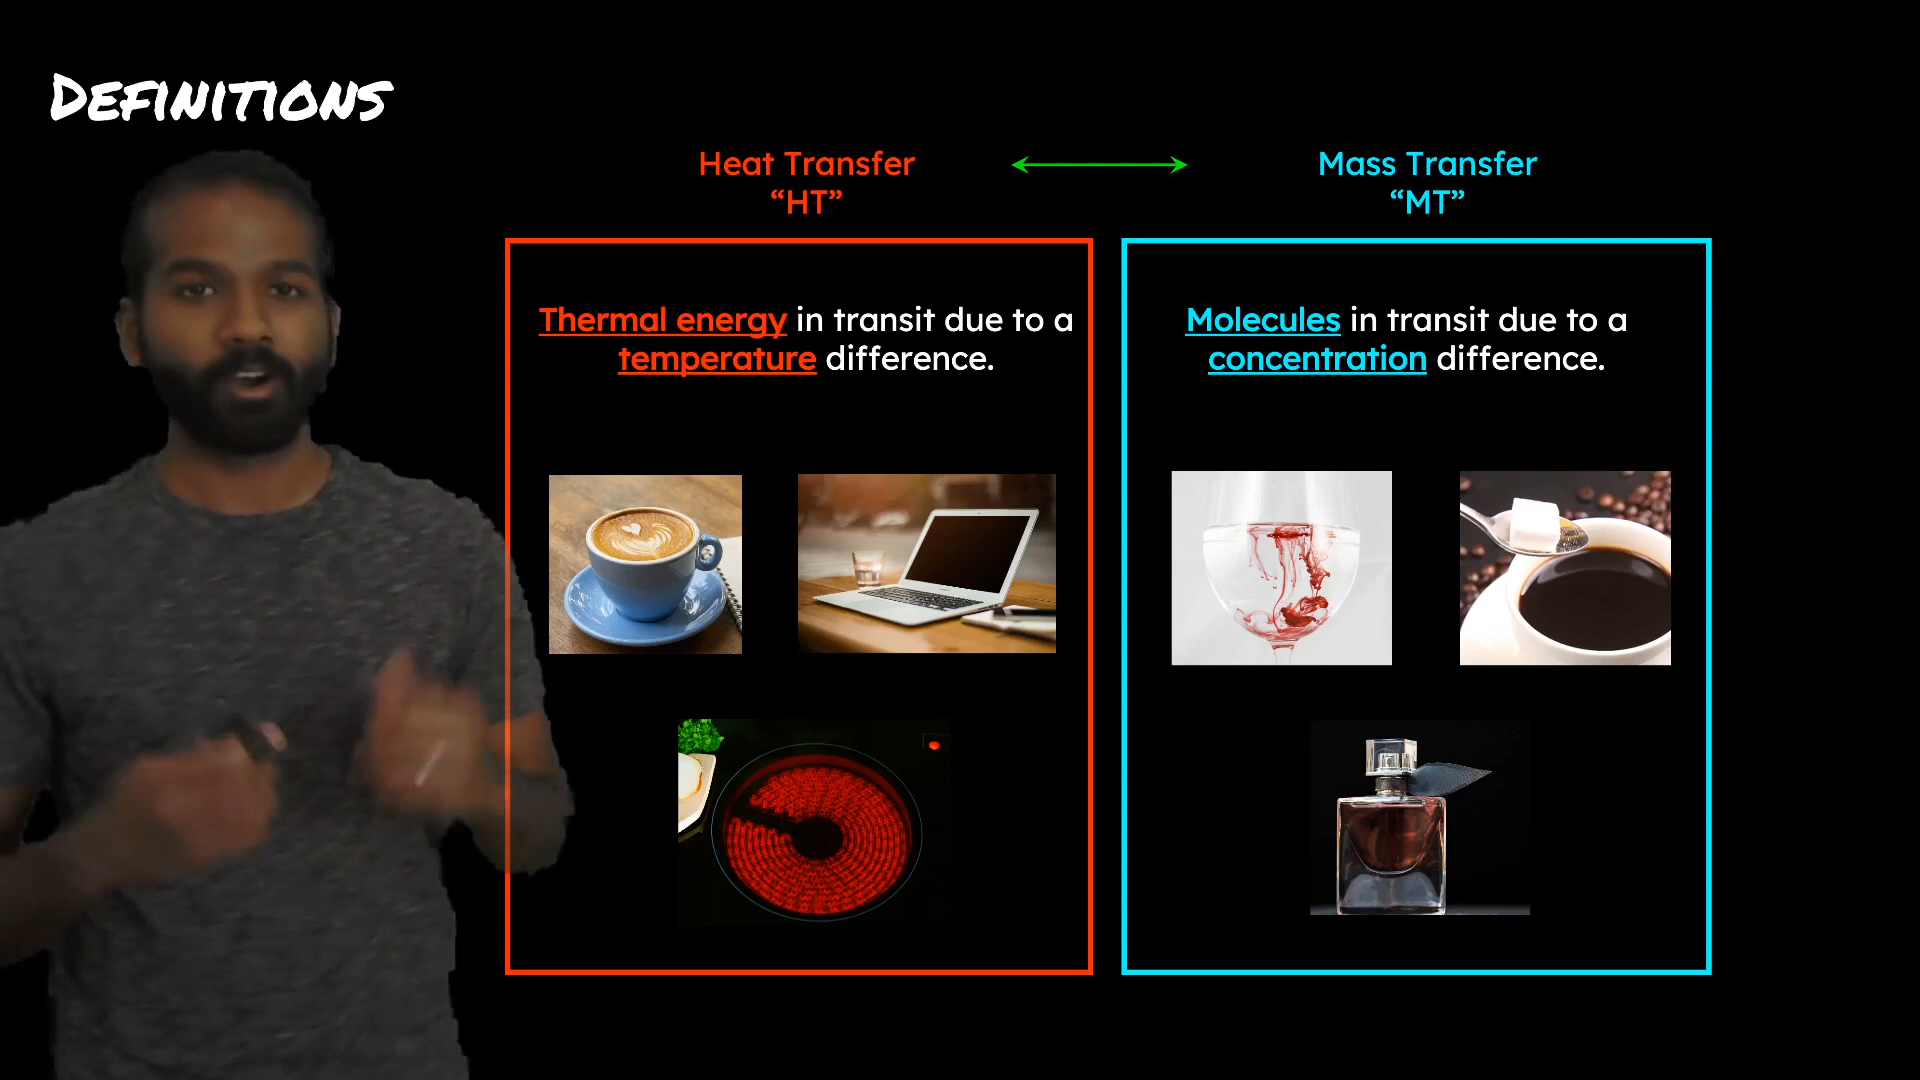 DEFINITIONS
Heat Transfer
“HT”
Mass Transfer
“MT”
Thermal energy in transit due to a
temperature difference.
Molecules in transit due to a
concentration difference.